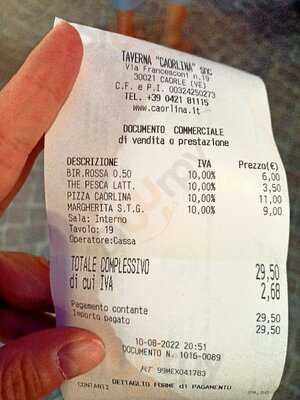 TAVERNA "CAORLINA" snc
Via Francesconi n.19
30021 CAORLE (VE)
C.F. e P.I. 00324250273
TEL. +39 0421 81115
www.caorlina.it
DOCUMENTO COMMERCIALE
di vendita o prestazione
DESCRIZIONE IVA Prezzo(€)
BIR.ROSSA 0.50 10,00% 6,00
THE PESCA LATT. 10,00% 3,50
PIZZA CAORLINA 10,00% 11,00
MARGHERITA S.T.G. 10,00% 9,00
Sala: Interno
Tavolo: 19
Operatore:Cassa
TOTALE COMPLESSIVO 29,50
di cui IVA 2,68
Pagamento contante 29,50
Importo pagato 29,50
10-08-2022 20:51
DOCUMENTO N. 1016-0089
RT 99MEX041783
DETTAGLIO FORME di PAGAMENTO
CONTANTI